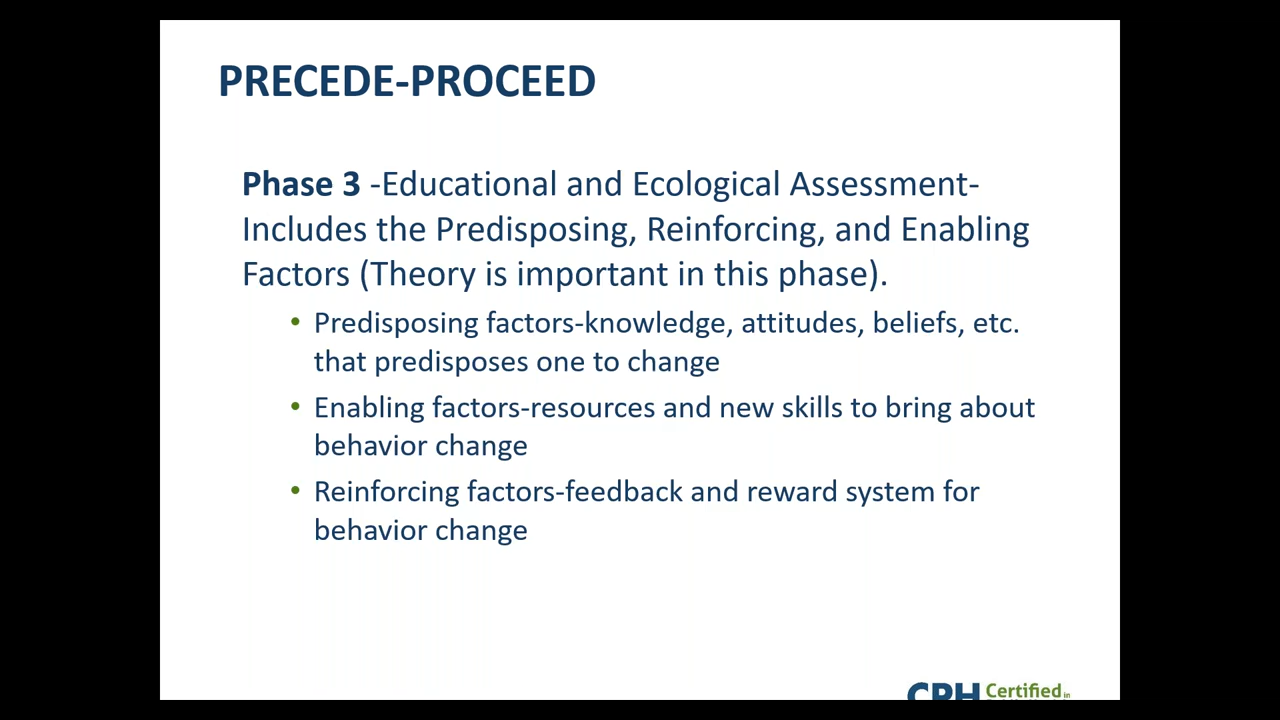 PRECEDE-PROCEED
Phase 3 -Educational and Ecological Assessment-
Includes the Predisposing, Reinforcing, and Enabling
Factors (Theory is important in this phase).
• Predisposing factors-knowledge, attitudes, beliefs, etc.
that predisposes one to change
• Enabling factors-resources and new skills to bring about
behavior change
• Reinforcing factors-feedback and reward system for
behavior change
CPH Certified in